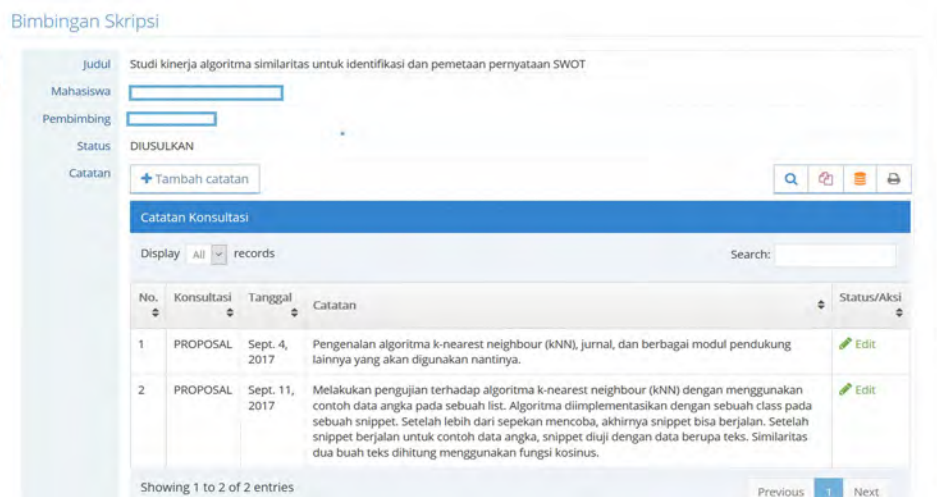 Bimbingan Skripsi
Judul Studi kinerja algoritma similaritas untuk identifikasi dan pemetaan pernyataan SWOT
Mahasiswa
Pembimbing
Status DIUSULKAN
Catatan + Tambah catatan
Catatan Konsultasi
Display All records Search:
No. Konsultasi Tanggal Catatan Status/Aksi
1 PROPOSAL Sept. 4, Pengenalan algoritma k-nearest neighbour (kNN), jurnal, dan berbagai modul pendukung Edit
2017 lainnya yang akan digunakan nantinya.
2 PROPOSAL Sept. 11, Melakukan pengujian terhadap algoritma k-nearest neighbour (kNN) dengan menggunakan Edit
2017 contoh data angka pada sebuah list. Algoritma diimplementasikan dengan sebuah class pada
sebuah snippet. Setelah lebih dari sepekan mencoba, akhirnya snippet bisa berjalan. Setelah
snippet berjalan untuk contoh data angka, snippet diuji dengan data berupa teks. Similaritas
dua buah teks dihitung menggunakan fungsi kosinus.
Showing 1 to 2 of 2 entries Previous 1 Next